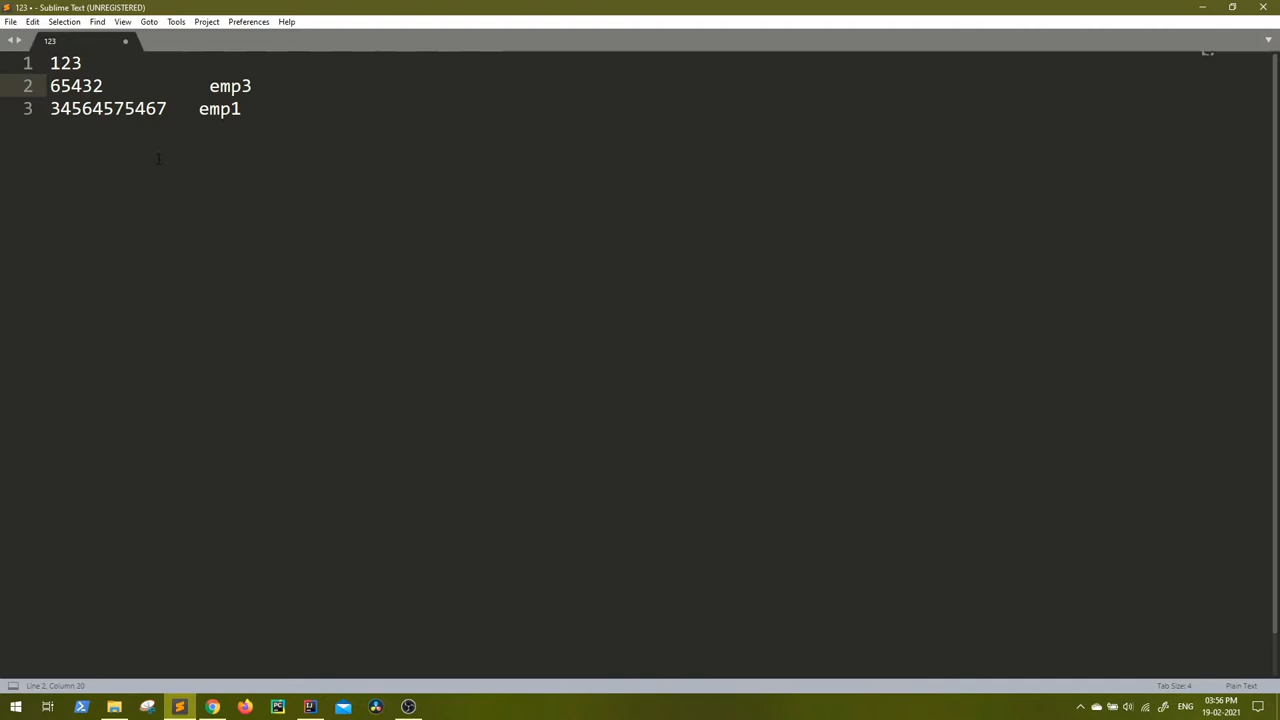 123 • - Sublime Text (UNREGISTERED)
File Edit Selection Find View Goto Tools Project Preferences Help
123
1 123
2 65432 emp3
3 34564575467 emp1
Line 2, Column 20 Tab Size: 4 Plain Text
PC IJ ENG 03:56 PM
19-02-2021